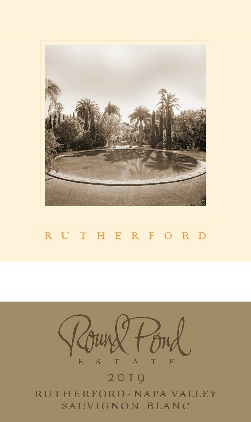 RUTHERFORD
Round Pond
ESTATE
2019
RUTHERFORD · NAPA VALLEY
SAUVIGNON BLANC